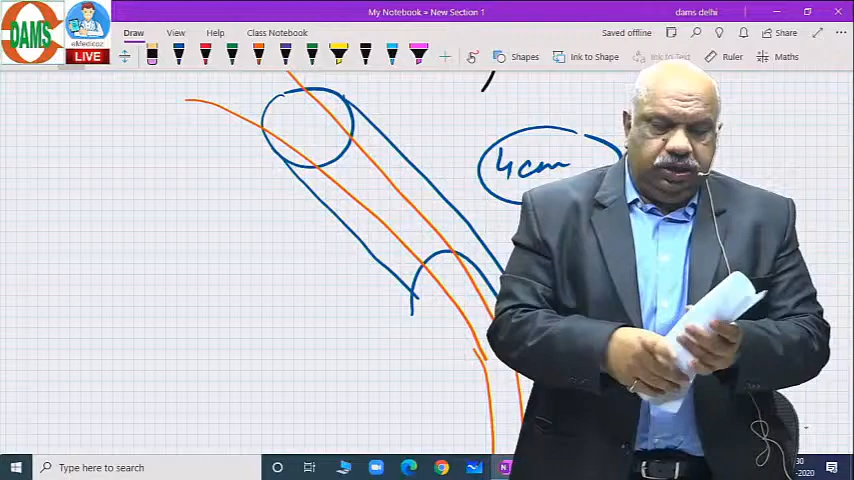 My Notebook » New Section 1
dams delhi
DAMS
eMedicoz
LIVE
Draw
View
Help
Class Notebook
Saved offline
Share
Shapes
Ink to Shape
Ink to Text
Ruler
Maths
4cm
Type here to search
30
-2020